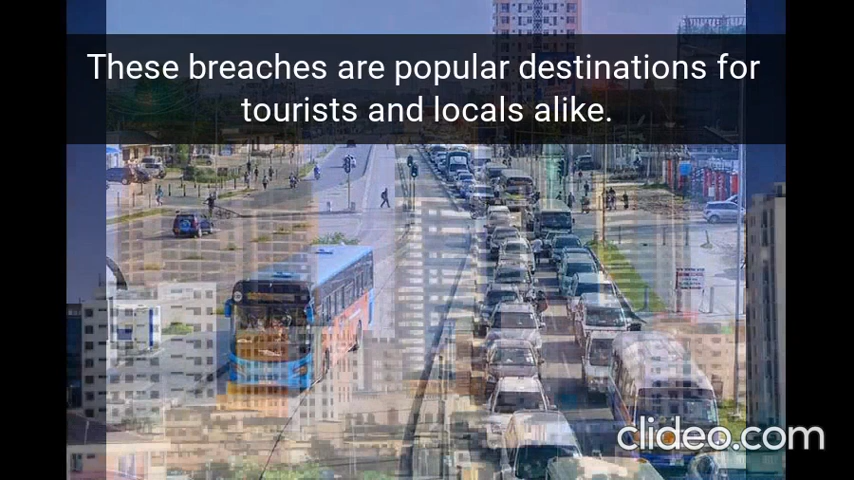 These breaches are popular destinations for
tourists and locals alike.
clideo.com